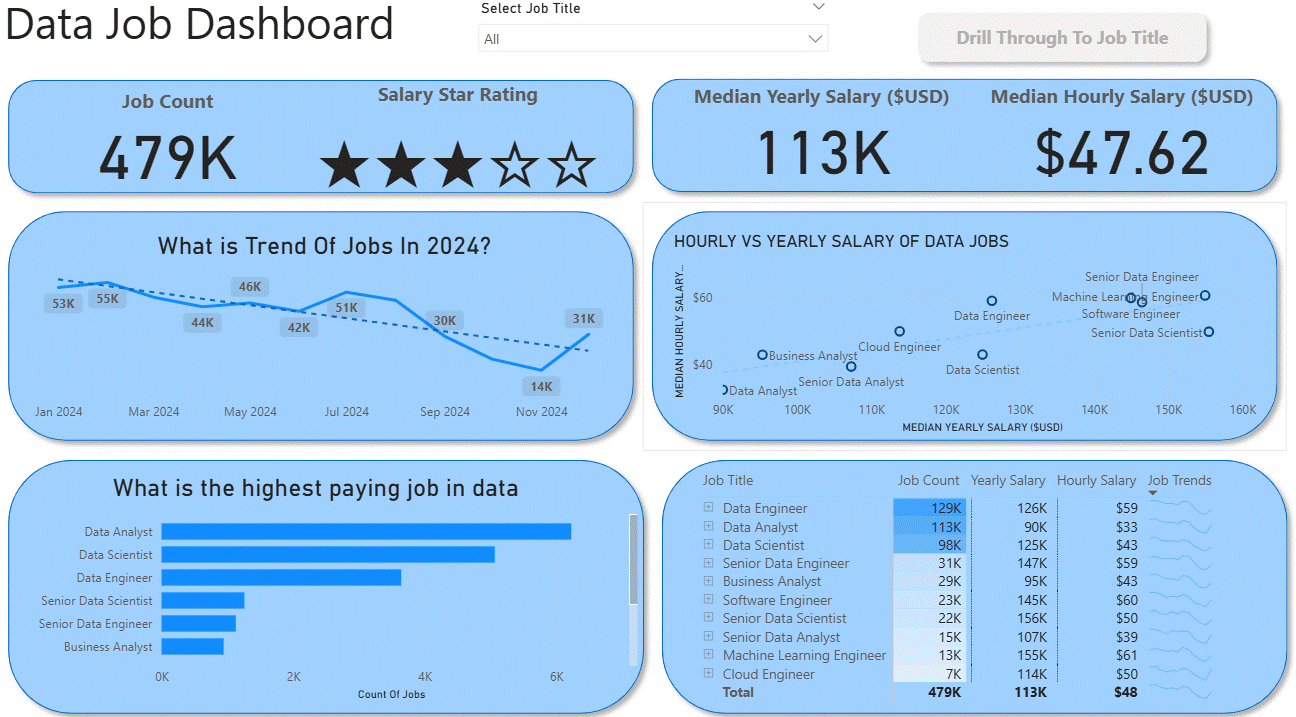 Data Job Dashboard
Select Job Title
All
Drill Through To Job Title
Job Count
479K
Salary Star Rating
Median Yearly Salary ($USD)
113K
Median Hourly Salary ($USD)
$47.62
What is Trend Of Jobs In 2024?
53K
55K
44K
46K
42K
51K
30K
14K
31K
Jan 2024 Mar 2024 May 2024 Jul 2024 Sep 2024 Nov 2024
HOURLY VS YEARLY SALARY OF DATA JOBS
MEDIAN HOURLY SALARY...
$60
$40
Senior Data Engineer
Machine Learning Engineer
Software Engineer
Data Engineer
Senior Data Scientist
Cloud Engineer
Business Analyst
Data Scientist
Senior Data Analyst
Data Analyst
90K 100K 110K 120K 130K 140K 150K 160K
MEDIAN YEARLY SALARY ($USD)
What is the highest paying job in data
Data Analyst
Data Scientist
Data Engineer
Senior Data Scientist
Senior Data Engineer
Business Analyst
0K 2K 4K 6K
Count Of Jobs
Job Title Job Count Yearly Salary Hourly Salary Job Trends
Data Engineer 129K 126K $59
Data Analyst 113K 90K $33
Data Scientist 98K 125K $43
Senior Data Engineer 31K 147K $59
Business Analyst 29K 95K $43
Software Engineer 23K 145K $60
Senior Data Scientist 22K 156K $50
Senior Data Analyst 15K 107K $39
Machine Learning Engineer 13K 155K $61
Cloud Engineer 7K 114K $50
Total 479K 113K $48